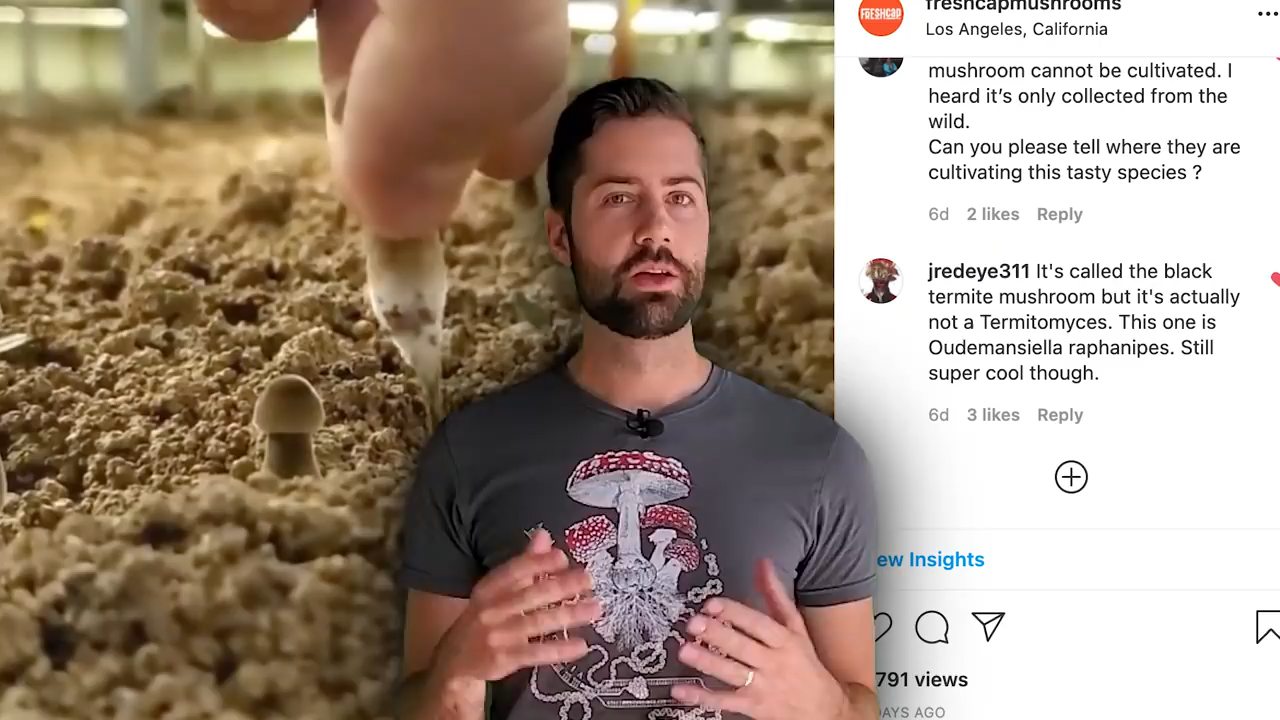 freshcapmushrooms
FRESHCAP
Los Angeles, California
mushroom cannot be cultivated. I
heard it’s only collected from the
wild.
Can you please tell where they are
cultivating this tasty species ?
6d 2 likes Reply
jredeye311 It's called the black
termite mushroom but it's actually
not a Termitomyces. This one is
Oudemansiella raphanipes. Still
super cool though.
6d 3 likes Reply
ew Insights
791 views
DAYS AGO